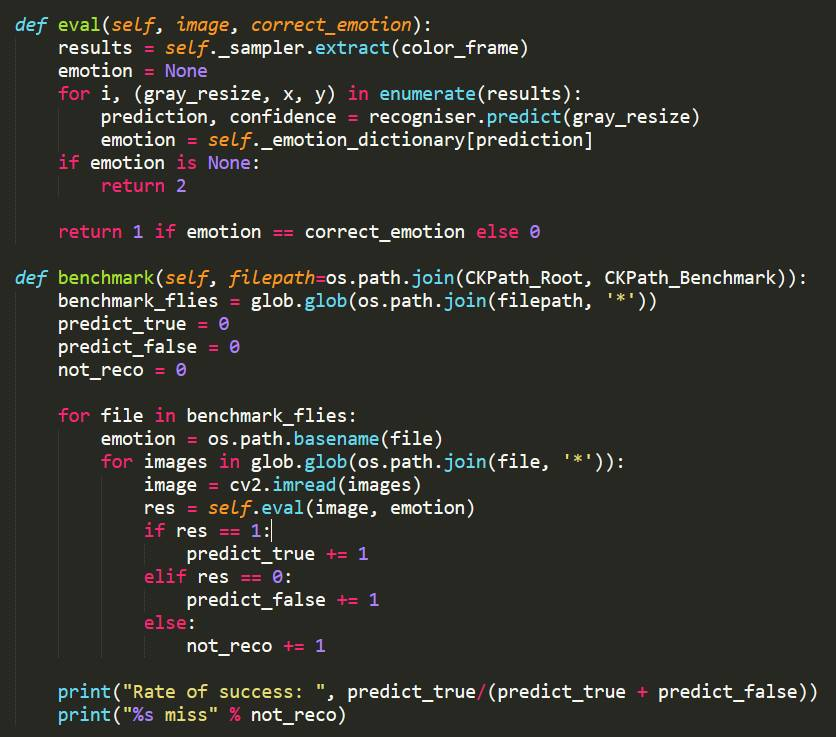 def eval(self, image, correct_emotion):
    results = self._sampler.extract(color_frame)
    emotion = None
    for i, (gray_resize, x, y) in enumerate(results):
        prediction, confidence = recogniser.predict(gray_resize)
        emotion = self._emotion_dictionary[prediction]
    if emotion is None:
        return 2

    return 1 if emotion == correct_emotion else 0

def benchmark(self, filepath=os.path.join(CKPath_Root, CKPath_Benchmark)):
    benchmark_flies = glob.glob(os.path.join(filepath, '*'))
    predict_true = 0
    predict_false = 0
    not_reco = 0

    for file in benchmark_flies:
        emotion = os.path.basename(file)
        for images in glob.glob(os.path.join(file, '*')):
            image = cv2.imread(images)
            res = self.eval(image, emotion)
            if res == 1:
                predict_true += 1
            elif res == 0:
                predict_false += 1
            else:
                not_reco += 1

    print("Rate of success: ", predict_true/(predict_true + predict_false))
    print("%s miss" % not_reco)